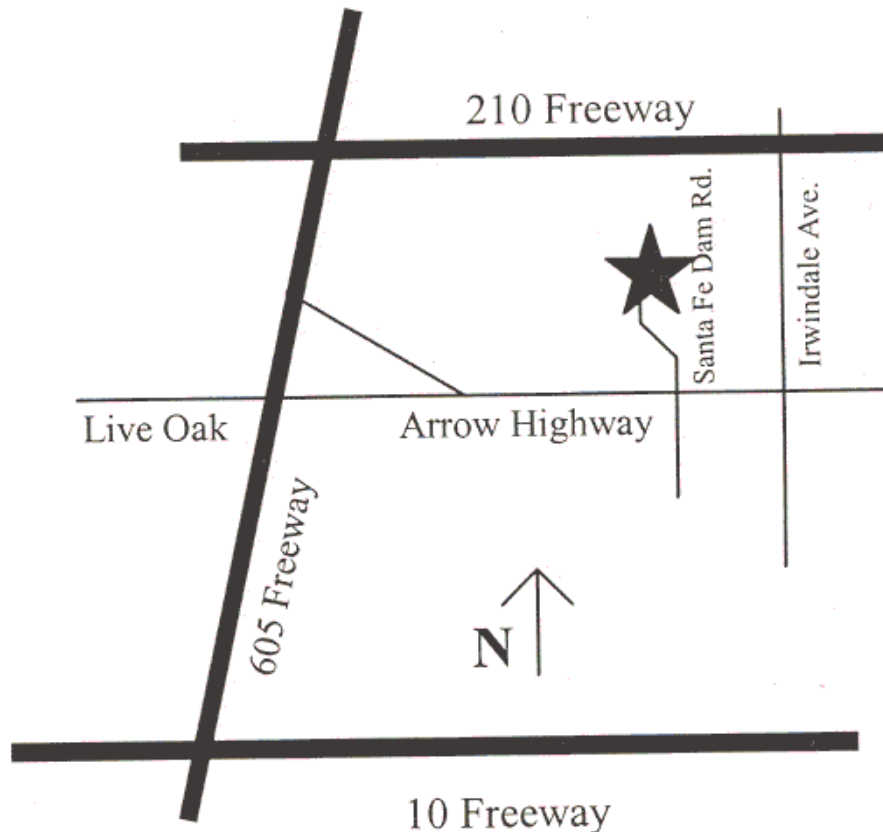 210 Freeway
Santa Fe Dam Rd.
Irwindale Ave.
Live Oak
Arrow Highway
605 Freeway
N
10 Freeway